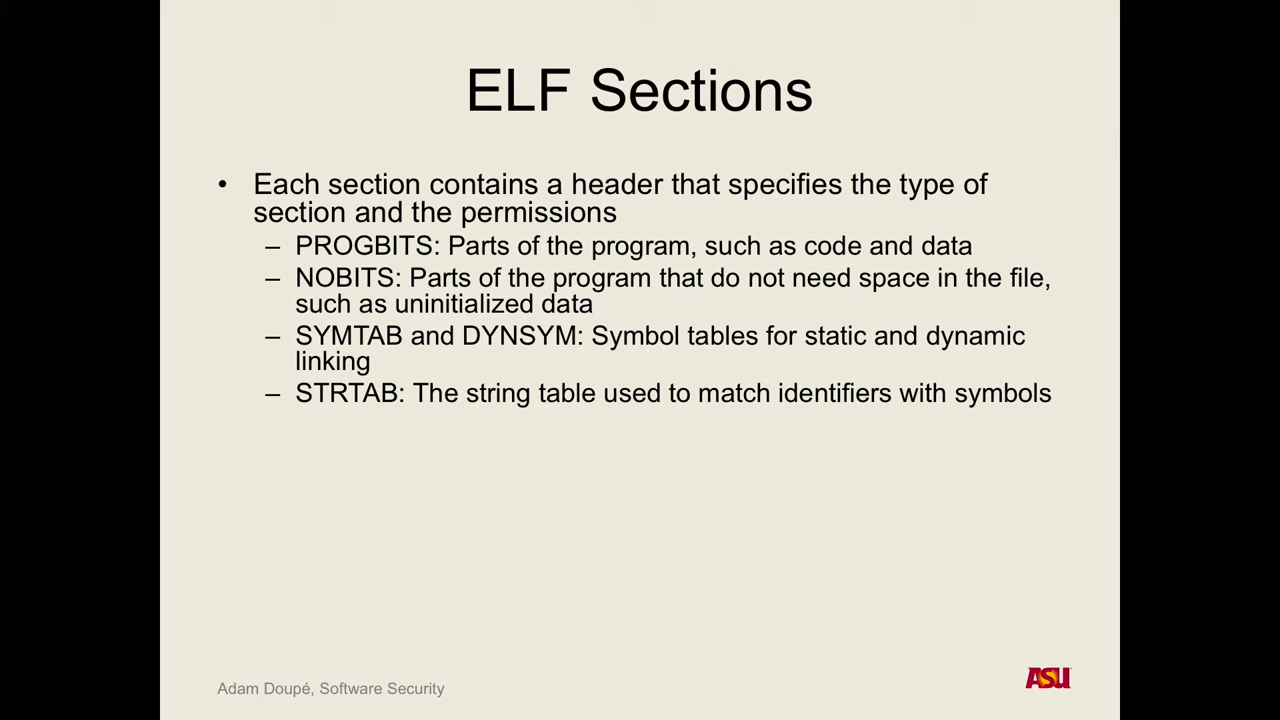 ELF Sections
• Each section contains a header that specifies the type of
section and the permissions
– PROGBITS: Parts of the program, such as code and data
– NOBITS: Parts of the program that do not need space in the file,
such as uninitialized data
– SYMTAB and DYNSYM: Symbol tables for static and dynamic
linking
– STRTAB: The string table used to match identifiers with symbols
Adam Doupé, Software Security
ASU